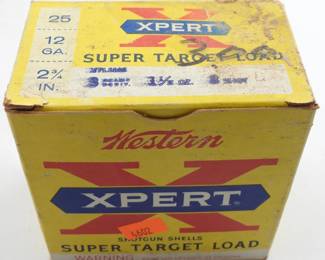 25
12
GA.
2¾
IN.
XPERT
SUPER TARGET LOAD
3 1⅛ OZ. 8
Western
X
XPERT
SHOTGUN SHELLS
SUPER TARGET LOAD
WARNING